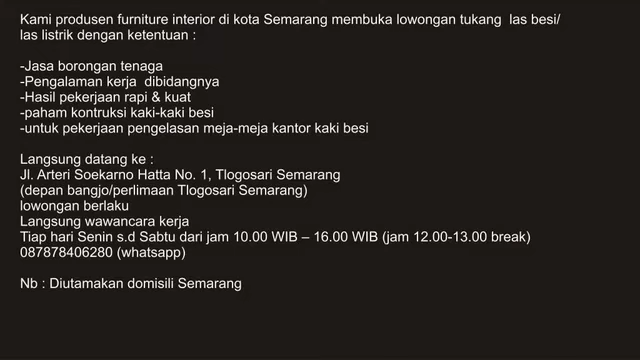 Kami produsen furniture interior di kota Semarang membuka lowongan tukang las besi/
las listrik dengan ketentuan :
-Jasa borongan tenaga
-Pengalaman kerja dibidangnya
-Hasil pekerjaan rapi & kuat
-paham kontruksi kaki-kaki besi
-untuk pekerjaan pengelasan meja-meja kantor kaki besi
Langsung datang ke :
Jl. Arteri Soekarno Hatta No. 1, Tlogosari Semarang
(depan bangjo/perlimaan Tlogosari Semarang)
lowongan berlaku
Langsung wawancara kerja
Tiap hari Senin s.d Sabtu dari jam 10.00 WIB – 16.00 WIB (jam 12.00-13.00 break)
087878406280 (whatsapp)
Nb : Diutamakan domisili Semarang